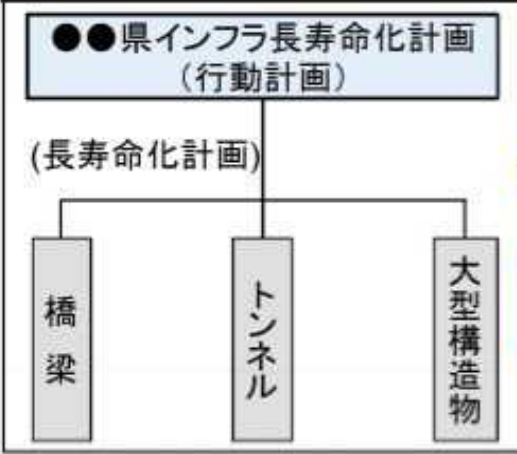 ●●県インフラ長寿命化計画
（行動計画）
(長寿命化計画)
橋梁
トンネル
大型構造物